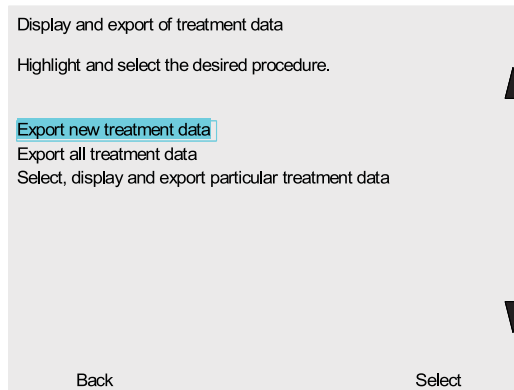 Display and export of treatment data
Highlight and select the desired procedure.
Export new treatment data
Export all treatment data
Select, display and export particular treatment data
Back Select